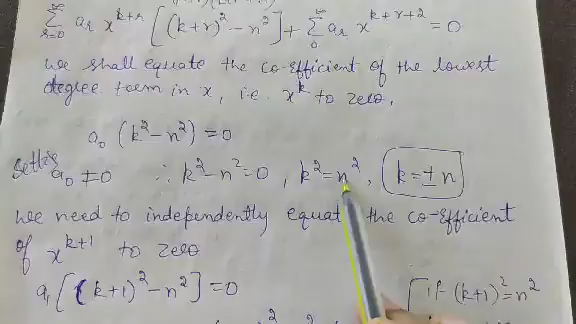 ∞ ∑ r=0 a_r x^{k+r} [(k+r)^2 - n^2] + ∑ ∞ 0 a_r x^{k+r+2} = 0
we shall equate the co-efficient of the lowest
degree term in x, i.e. x^k to zero,
a_0 (k^2 - n^2) = 0
a_0 ≠ 0 ∴ k^2 - n^2 = 0, k^2 = n^2, k = ± n
we need to independently equate the co-efficient
of x^{k+1} to zero
a_1 [(k+1)^2 - n^2] = 0 [if (k+1)^2 = n^2